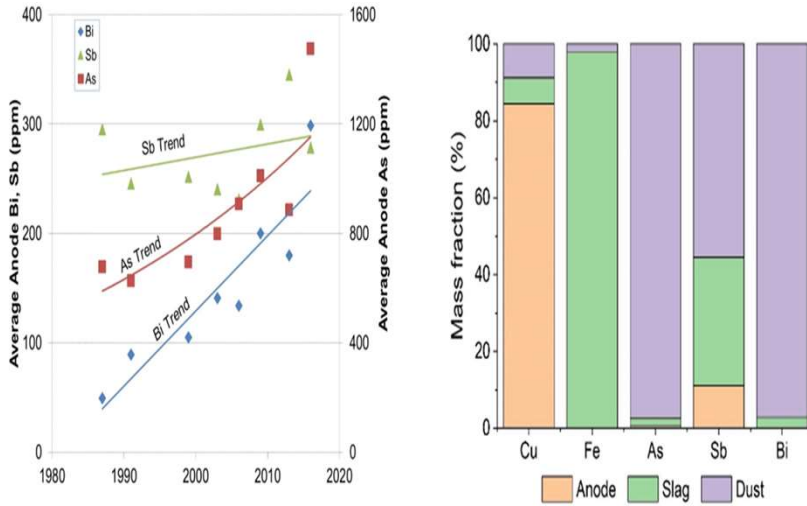 Average Anode Bi, Sb (ppm)
400
300
200
100
0
Bi
Sb
As
Sb Trend
As Trend
Bi Trend
1980
1990
2000
2010
2020
1600
1200
800
400
0
Average Anode As (ppm)
Mass fraction (%)
100
80
60
40
20
0
Cu
Fe
As
Sb
Bi
Anode
Slag
Dust